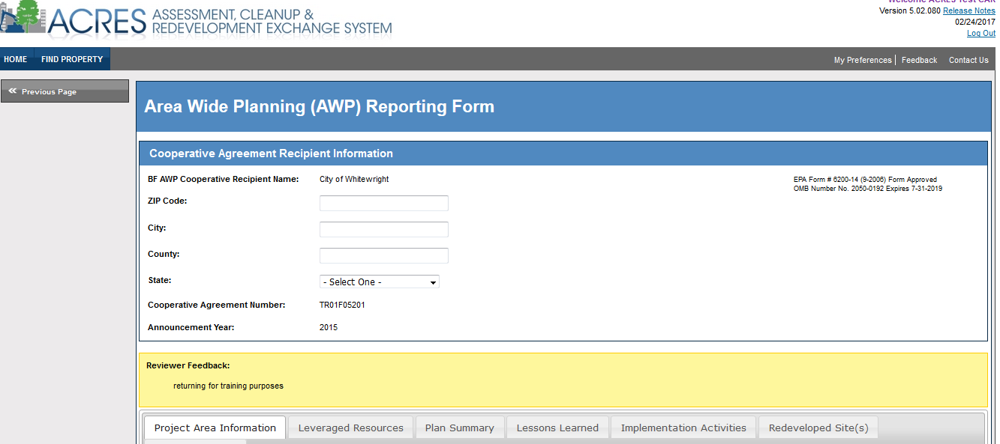 Welcome ACRES Test CAR
ACRES ASSESSMENT, CLEANUP &
REDEVELOPMENT EXCHANGE SYSTEM
Version 5.02.080 Release Notes
02/24/2017
Log Out
HOME FIND PROPERTY
My Preferences Feedback Contact Us
« Previous Page
Area Wide Planning (AWP) Reporting Form
Cooperative Agreement Recipient Information
BF AWP Cooperative Recipient Name: City of Whitewright
EPA Form # 6200-14 (9-2006) Form Approved
OMB Number No. 2050-0192 Expires 7-31-2019
ZIP Code:
City:
County:
State: - Select One -
Cooperative Agreement Number: TR01F05201
Announcement Year: 2015
Reviewer Feedback:
returning for training purposes
Project Area Information Leveraged Resources Plan Summary Lessons Learned Implementation Activities Redeveloped Site(s)